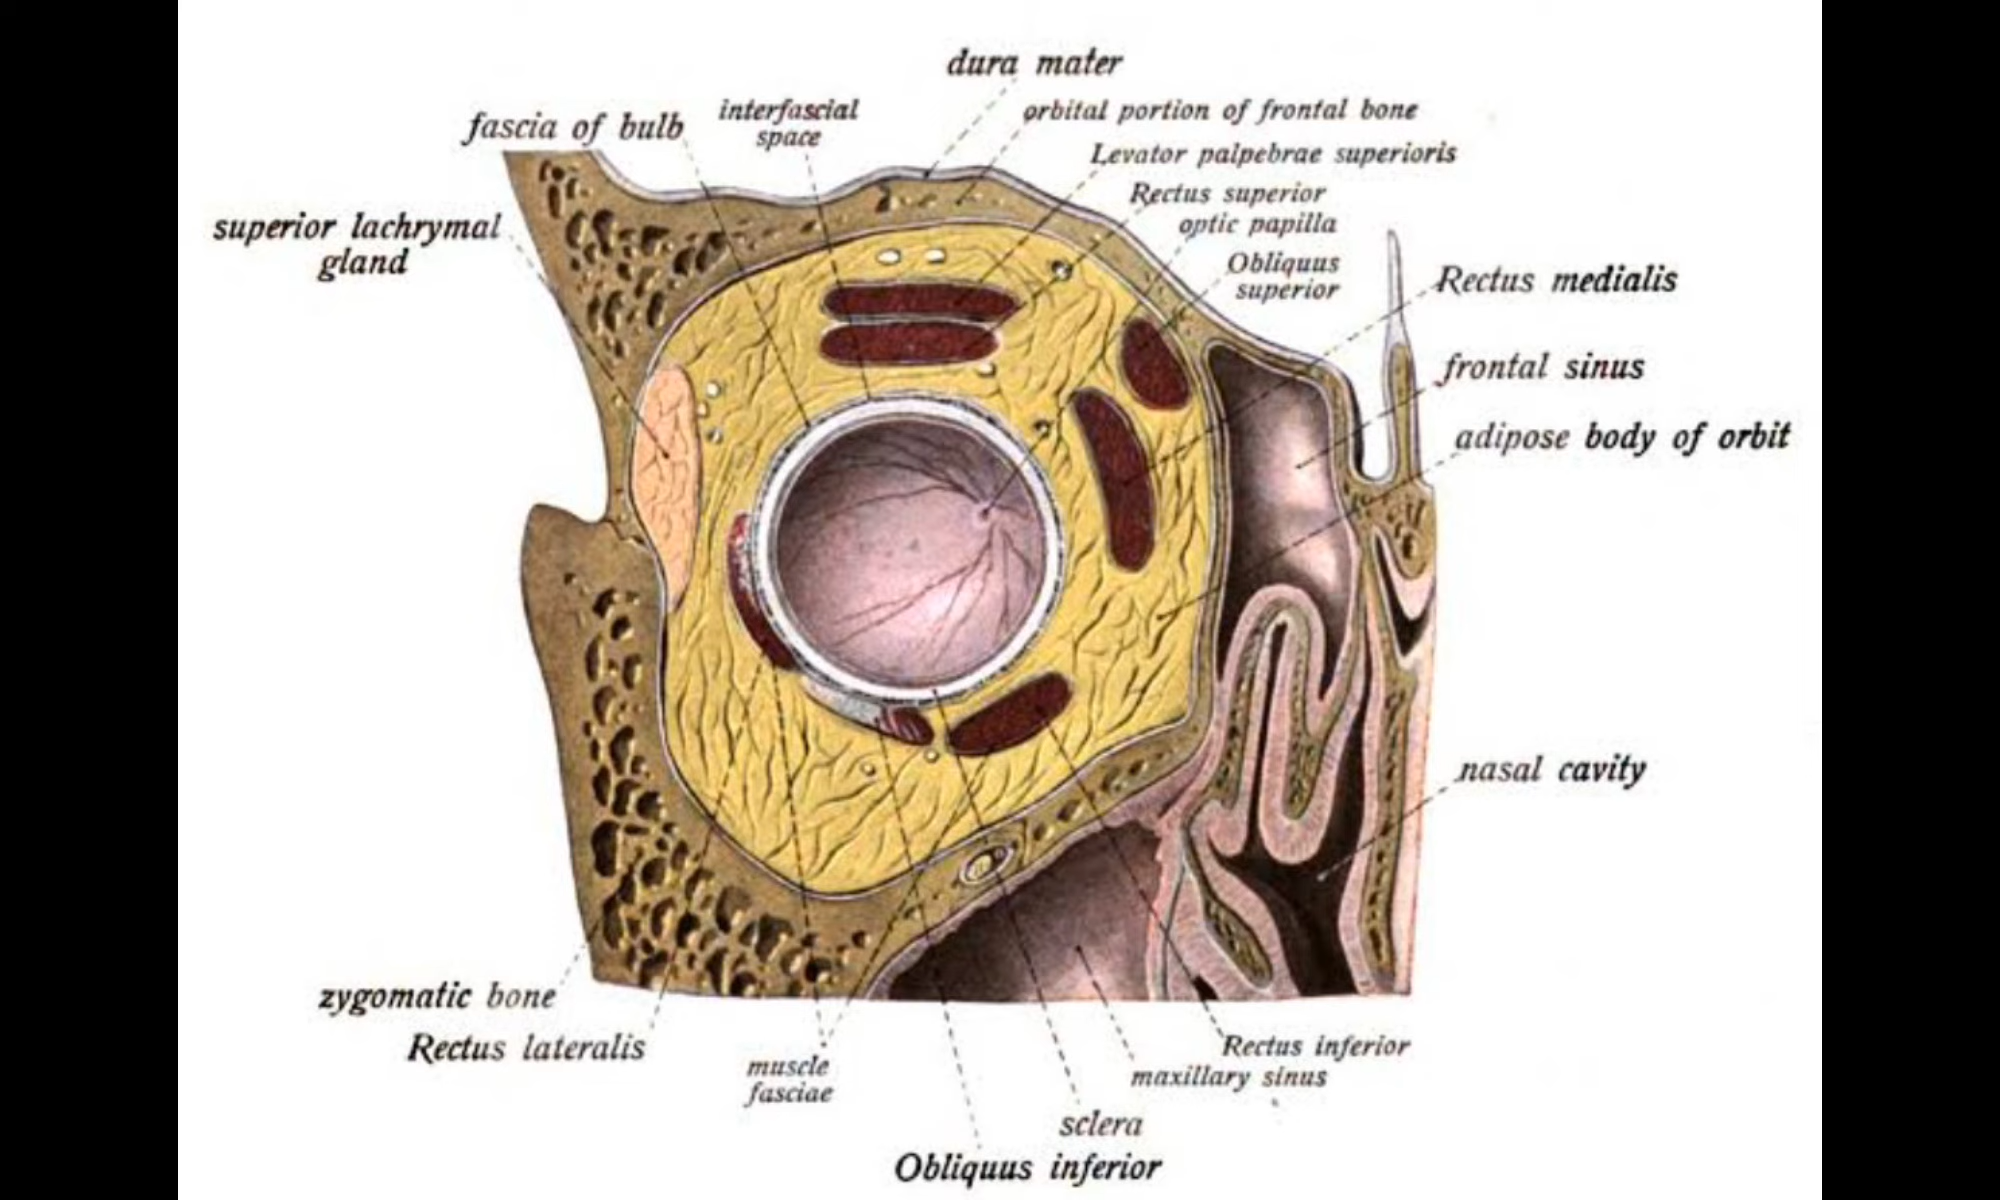 dura mater
fascia of bulb
interfascial
space
orbital portion of frontal bone
Levator palpebrae superioris
Rectus superior
optic papilla
Obliquus
superior
superior lachrymal
gland
Rectus medialis
frontal sinus
adipose body of orbit
nasal cavity
zygomatic bone
Rectus lateralis
muscle
fasciae
Rectus inferior
maxillary sinus
sclera
Obliquus inferior